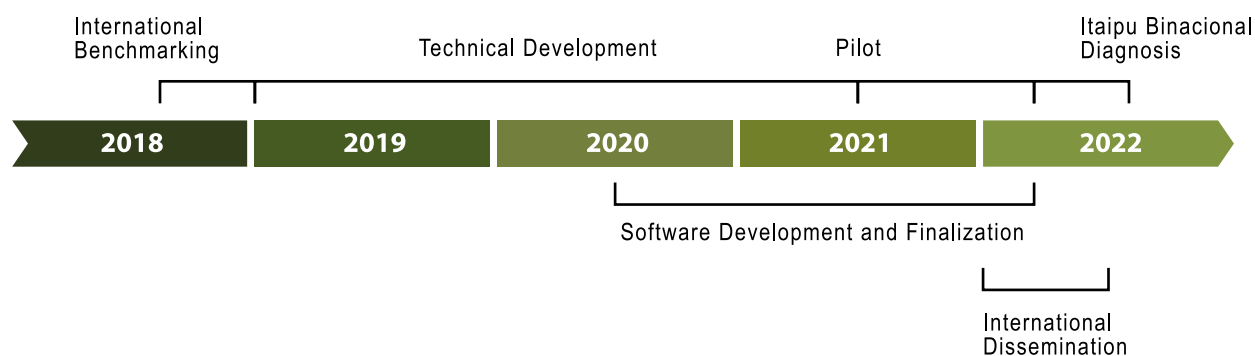 International
Benchmarking
Technical Development
Pilot
Itaipu Binacional
Diagnosis
2018
2019
2020
2021
2022
Software Development and Finalization
International
Dissemination